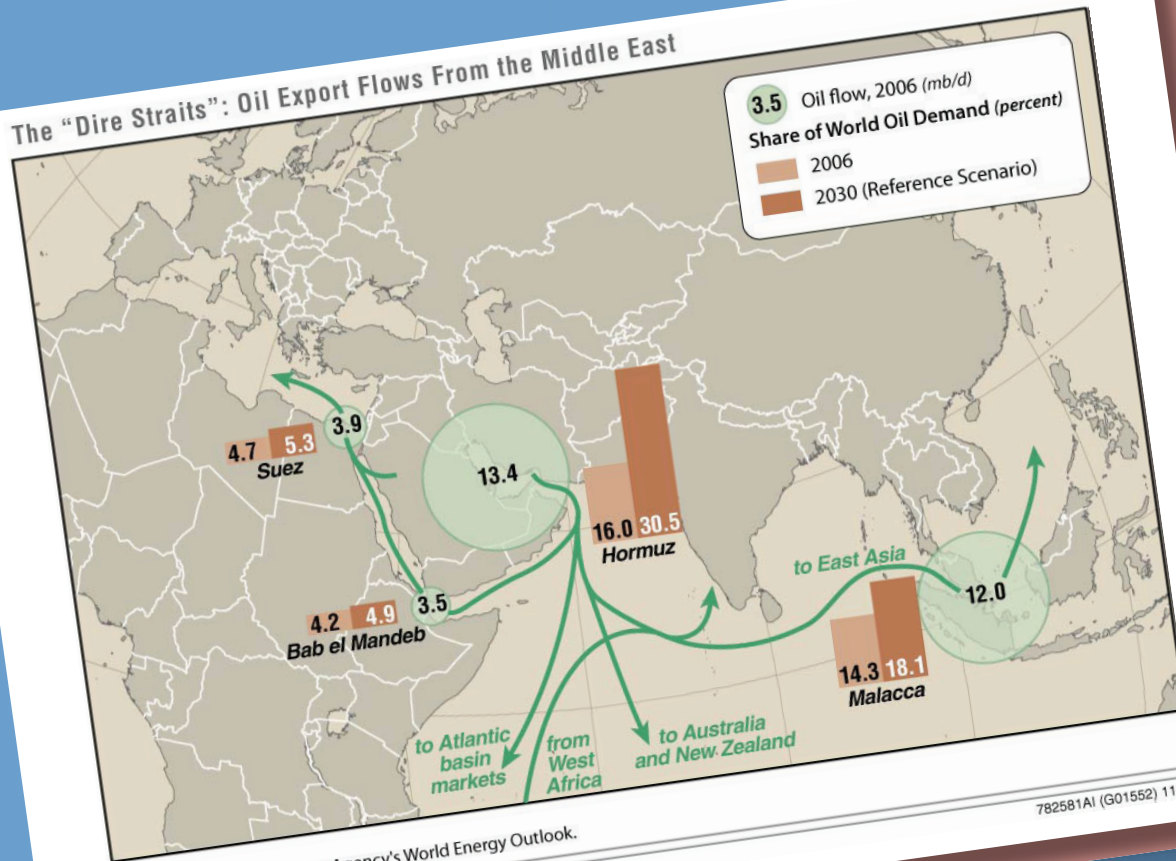 The "Dire Straits": Oil Export Flows From the Middle East
3.5 Oil flow, 2006 (mb/d)
Share of World Oil Demand (percent)
2006
2030 (Reference Scenario)
3.9
4.7 5.3
Suez
13.4
16.0 30.5
Hormuz
3.5
4.2 4.9
Bab el Mandeb
to East Asia
12.0
14.3 18.1
Malacca
to Atlantic
basin
markets
from
West
Africa
to Australia
and New Zealand
World Energy Outlook.
782581AI (G01552) 11